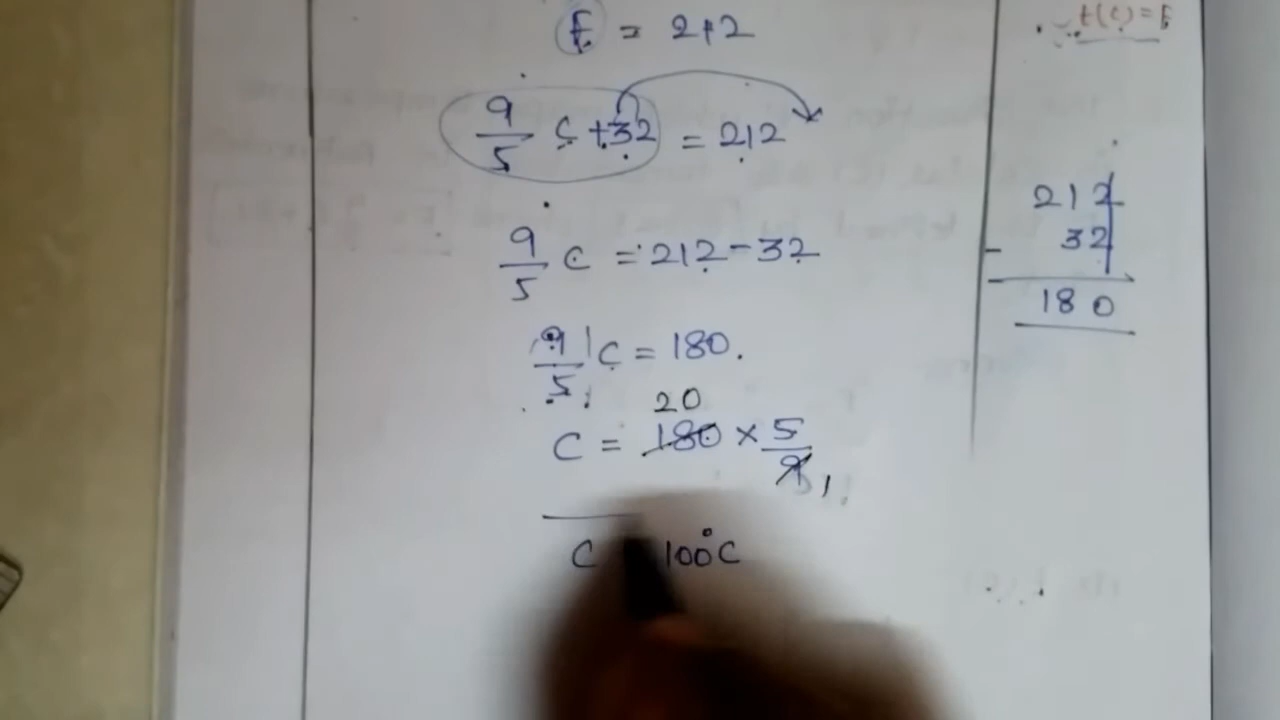 F = 212
9/5 C + 32 = 212
9/5 C = 212 - 32
9/5 C = 180.
20
C = 180 × 5/9 1
C 100°C
t(C) = F
212
- 32
180